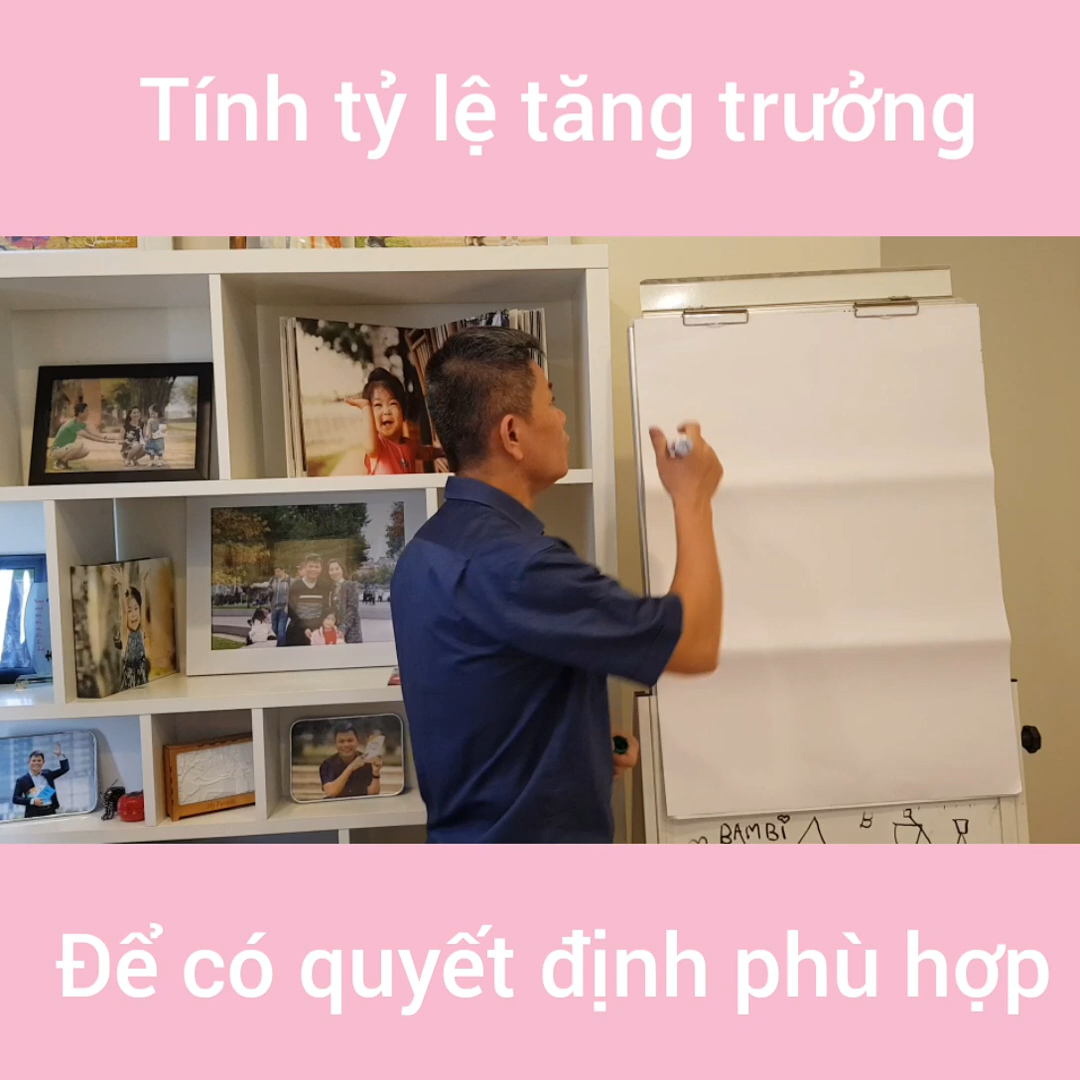 Tính tỷ lệ tăng trưởng
BAMBI
Để có quyết định phù hợp